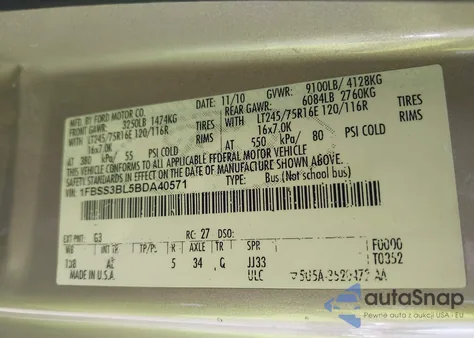 MFD. BY FORD MOTOR CO.
DATE: 11/10 GVWR: 9100LB/ 4128KG
FRONT GAWR: 3250LB 1474KG REAR GAWR: 6084LB 2760KG
WITH LT245/75R16E 120/116R TIRES WITH LT245/75R16E 120/116R TIRES
16x7.0K RIMS 16x7.0K RIMS
AT 380 kPa/ 55 PSI COLD AT 550 kPa/ 80 PSI COLD
THIS VEHICLE CONFORMS TO ALL APPLICABLE FEDERAL MOTOR VEHICLE
SAFETY STANDARDS IN EFFECT ON THE DATE OF MANUFACTURE SHOWN ABOVE.
VIN: 1FBSS3BL5BDA40571 TYPE: Bus (Not school bus)
EXT PNT: G3 RC: 27 DSO:
WB INT TR TP/PS R AXLE TR SPR F0000
138 5 34 Q JJ33 T0352
MADE IN U.S.A. ULC
autoSnap
Pewne auta z aukcji USA - EU